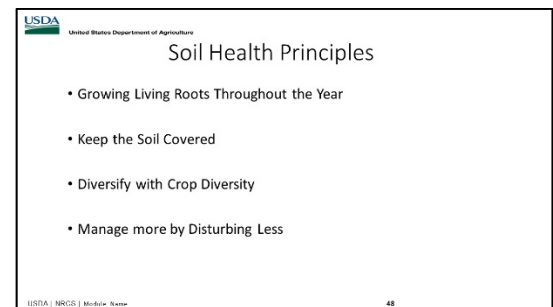 USDA
United States Department of Agriculture
Soil Health Principles
• Growing Living Roots Throughout the Year
• Keep the Soil Covered
• Diversify with Crop Diversity
• Manage more by Disturbing Less
USDA | NRCS | Module Name
48